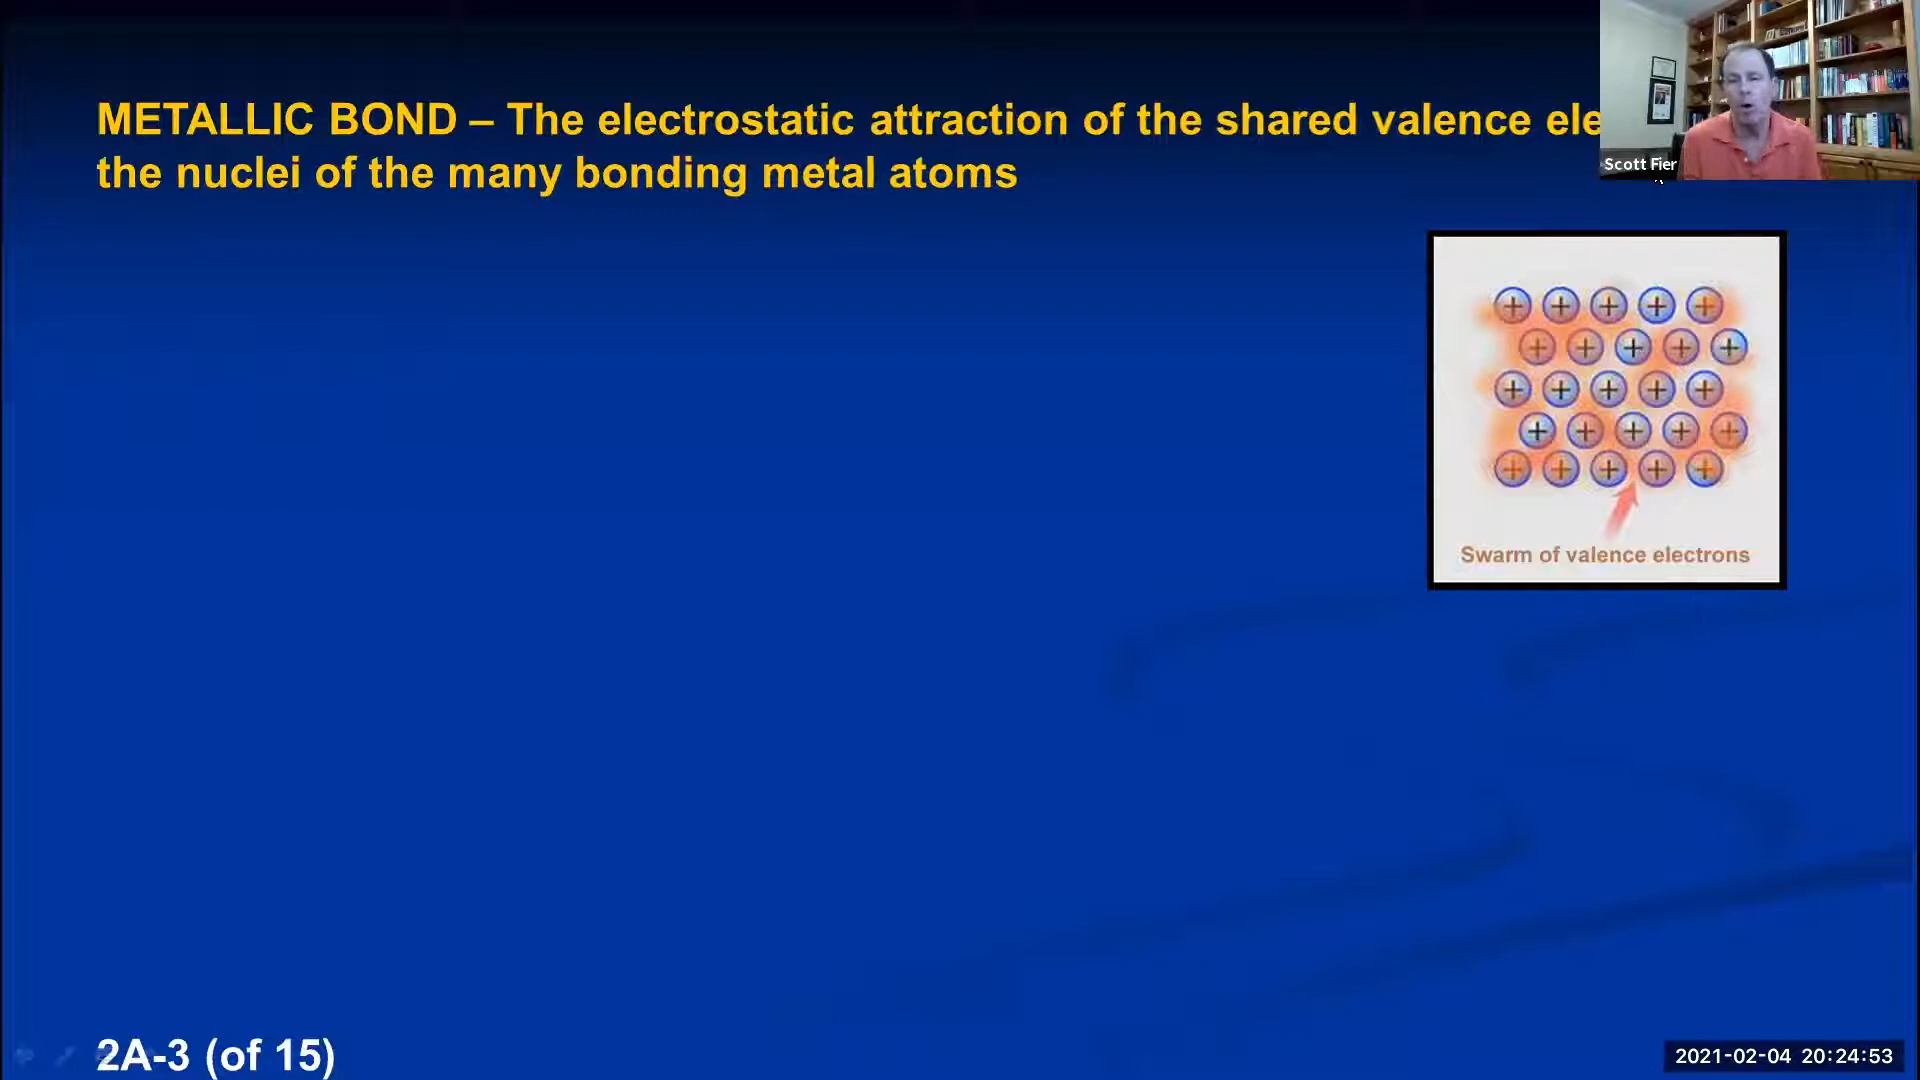 METALLIC BOND – The electrostatic attraction of the shared valence
the nuclei of the many bonding metal atoms
Scott Fier
+ + + + +
+ + + + +
+ + + + +
+ + + + +
+ + + + +
Swarm of valence electrons
2A-3 (of 15)
2021-02-04 20:24:53